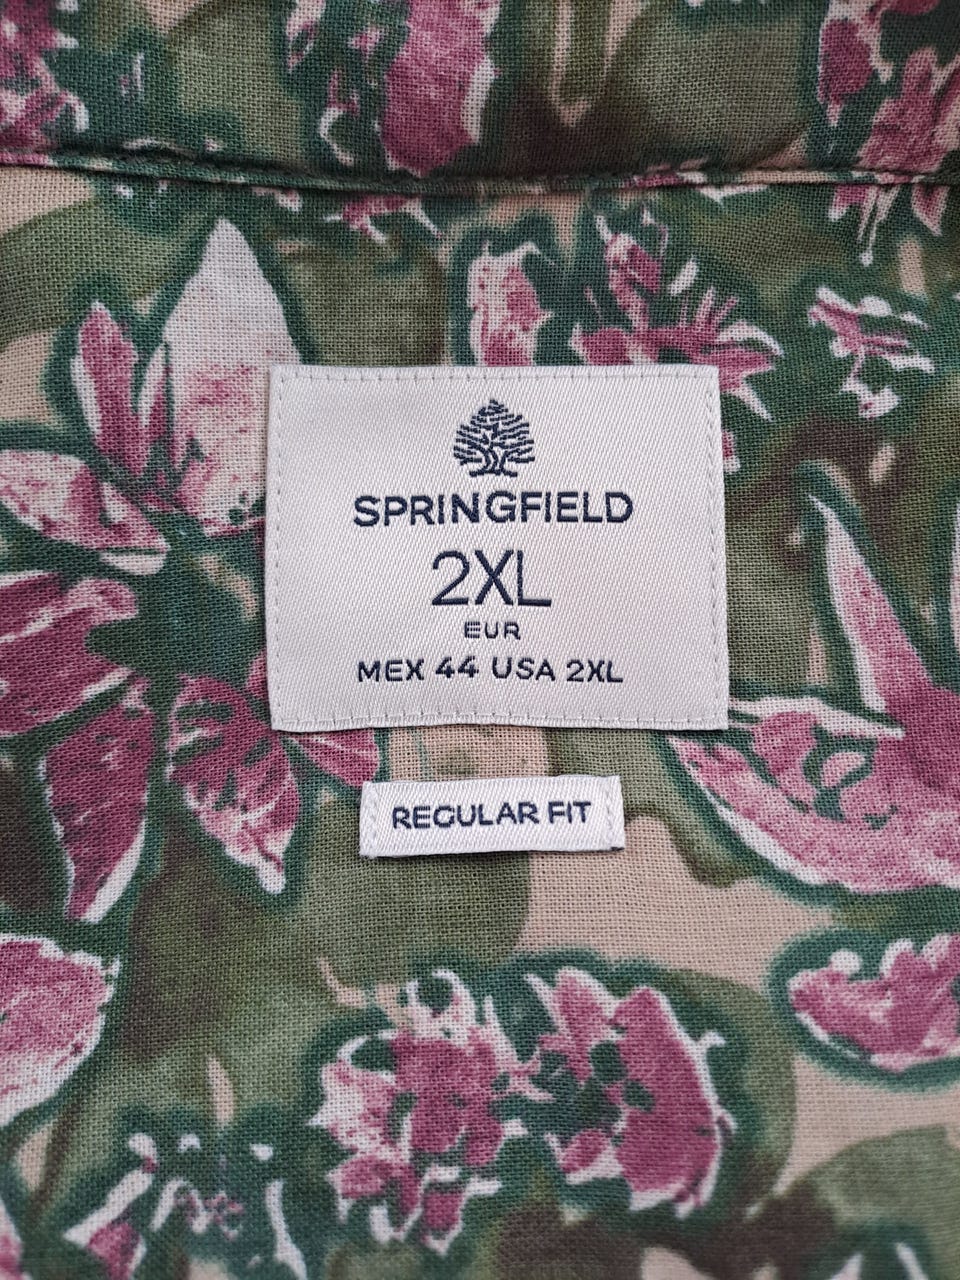 SPRINGFIELD
2XL
EUR
MEX 44 USA 2XL
REGULAR FIT